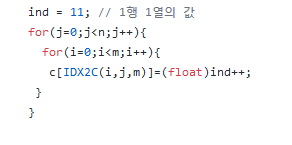 ind = 11; // 1행 1열의 값
for(j=0;j<n;j++){
for(i=0;i<m;i++){
c[IDX2C(i,j,m)]=(float)ind++;
}
}